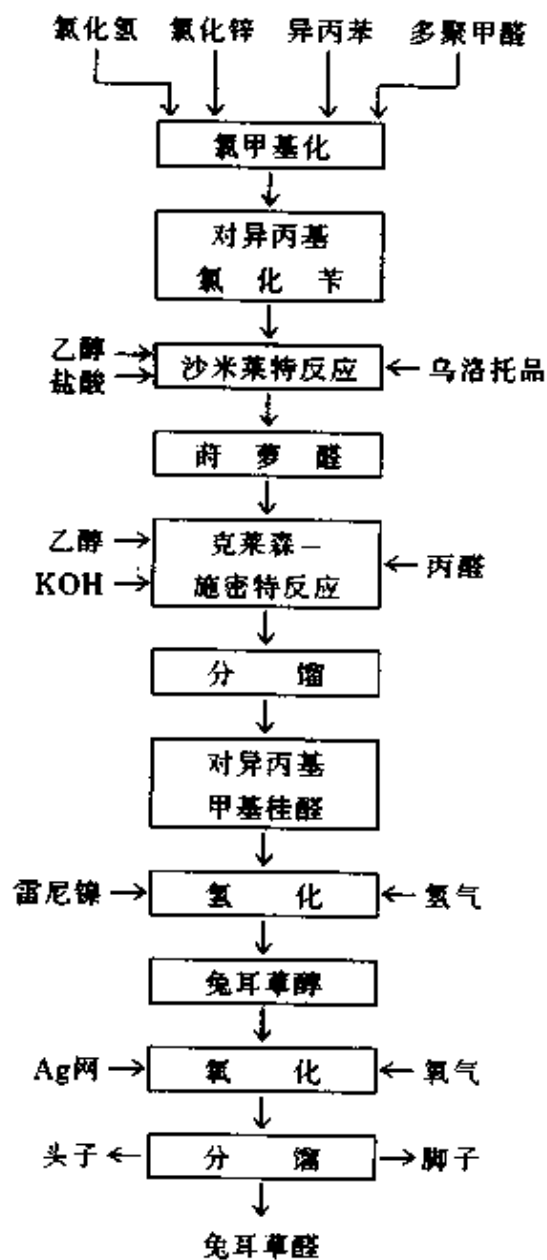 氯化氢 氯化锌 异丙苯 多聚甲醛
氯甲基化
对异丙基
氯化苄
乙醇
盐酸
沙米莱特反应
乌洛托品
莳萝醛
乙醇
KOH
克莱森－
施密特反应
丙醛
分馏
对异丙基
甲基桂醛
雷尼镍
氢化
氢气
兔耳草醇
Ag网
氧化
氧气
头子
分馏
脚子
兔耳草醛